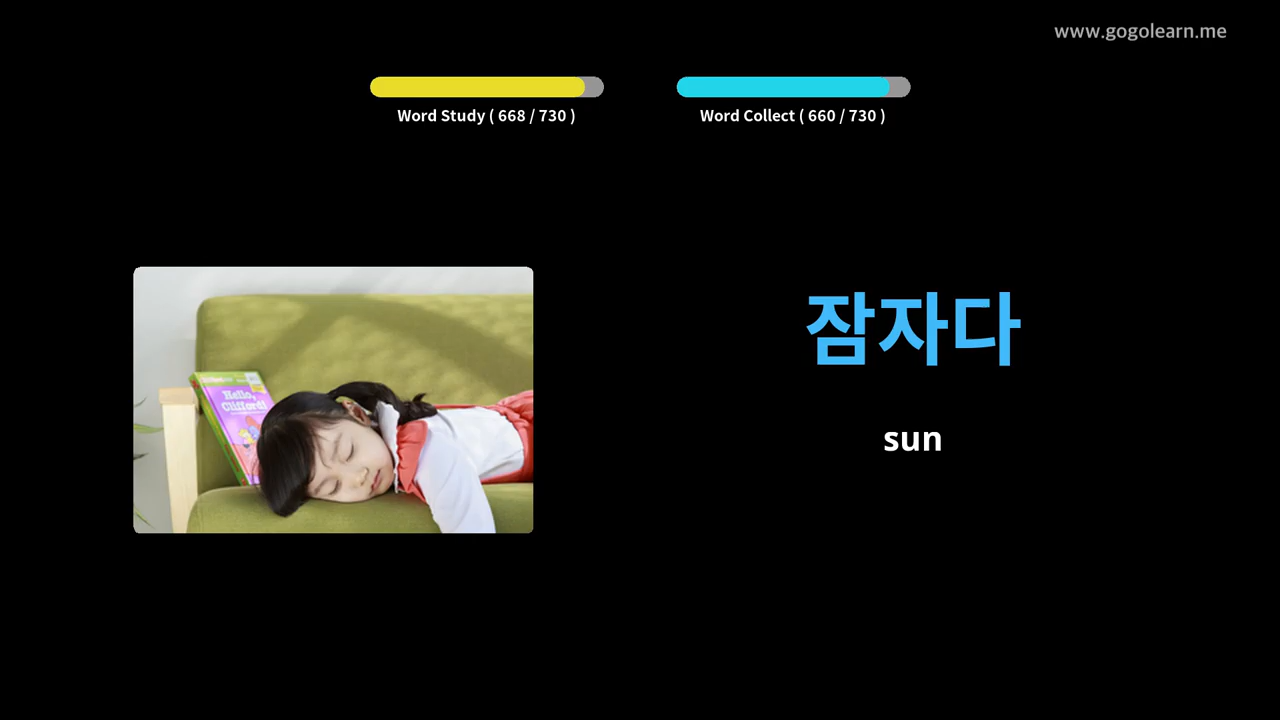 www.gogolearn.me
Word Study ( 668 / 730 )
Word Collect ( 660 / 730 )
Hello,
Clifford!
잠자다
sun